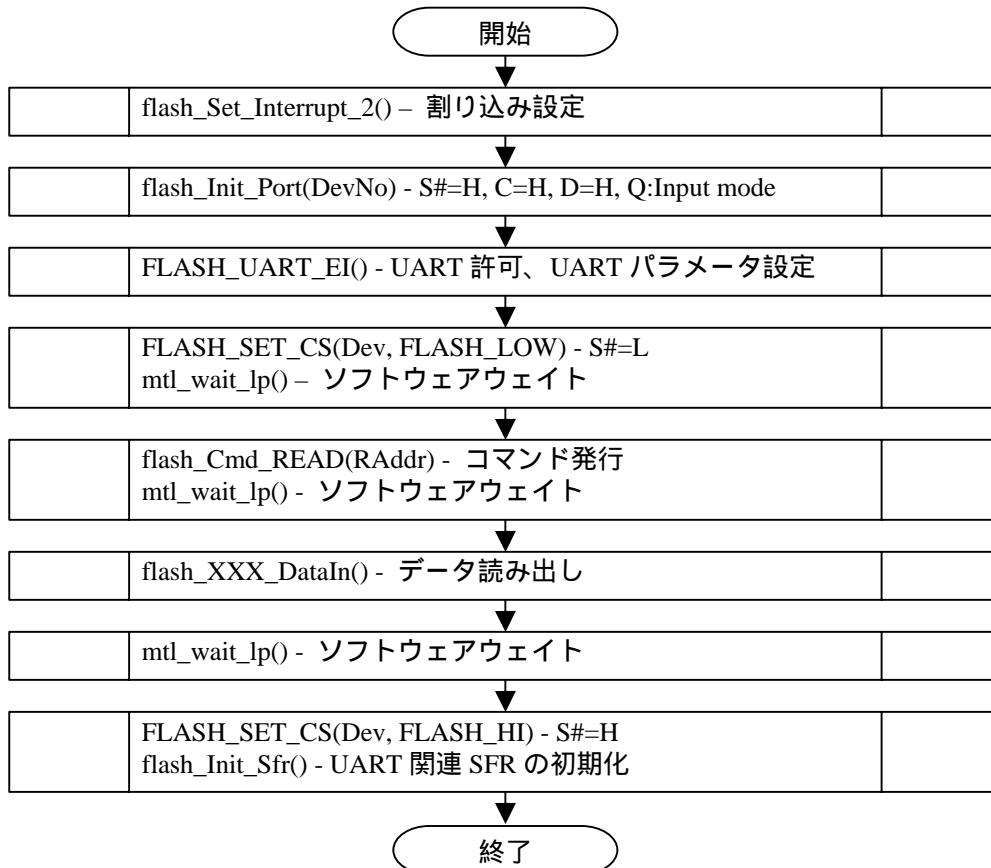 開始
flash_Set_Interrupt_2() – 割り込み設定
flash_Init_Port(DevNo) - S#=H, C=H, D=H, Q:Input mode
FLASH_UART_EI() - UART 許可、UART パラメータ設定
FLASH_SET_CS(Dev, FLASH_LOW) - S#=L
mtl_wait_lp() – ソフトウェアウェイト
flash_Cmd_READ(RAddr) - コマンド発行
mtl_wait_lp() - ソフトウェアウェイト
flash_XXX_DataIn() - データ読み出し
mtl_wait_lp() - ソフトウェアウェイト
FLASH_SET_CS(Dev, FLASH_HI) - S#=H
flash_Init_Sfr() - UART 関連 SFR の初期化
終了